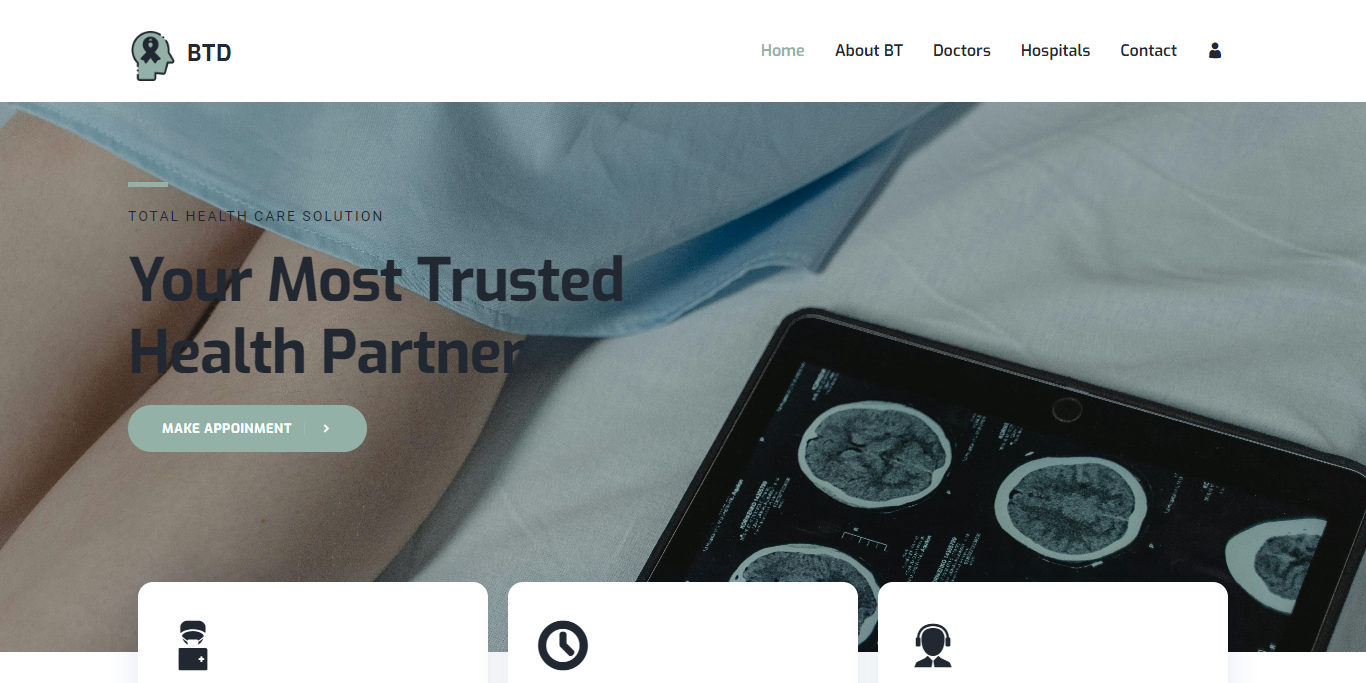 BTD
Home About BT Doctors Hospitals Contact
TOTAL HEALTH CARE SOLUTION
Your Most Trusted
Health Partner
MAKE APPOINMENT